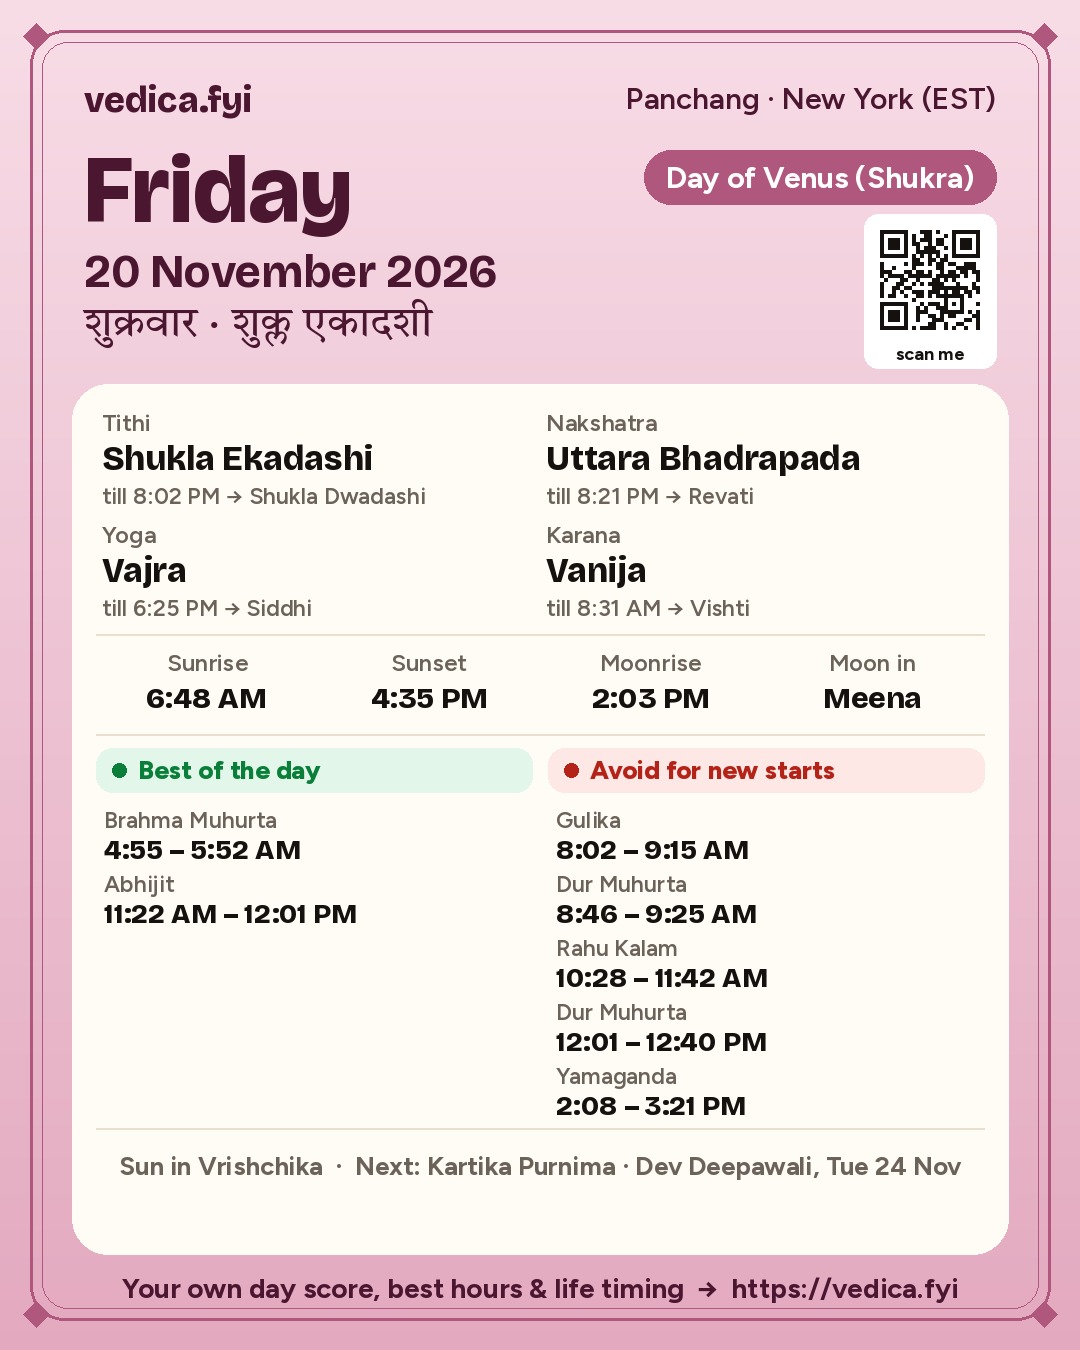 vedica.fyi
Panchang · New York (EST)
Friday
Day of Venus (Shukra)
20 November 2026
शुक्रवार · शुक्ल एकादशी
scan me
Tithi
Shukla Ekadashi
till 8:02 PM → Shukla Dwadashi
Nakshatra
Uttara Bhadrapada
till 8:21 PM → Revati
Yoga
Vajra
till 6:25 PM → Siddhi
Karana
Vanija
till 8:31 AM → Vishti
Sunrise
6:48 AM
Sunset
4:35 PM
Moonrise
2:03 PM
Moon in
Meena
Best of the day
Brahma Muhurta
4:55 – 5:52 AM
Abhijit
11:22 AM – 12:01 PM
Avoid for new starts
Gulika
8:02 – 9:15 AM
Dur Muhurta
8:46 – 9:25 AM
Rahu Kalam
10:28 – 11:42 AM
Dur Muhurta
12:01 – 12:40 PM
Yamaganda
2:08 – 3:21 PM
Sun in Vrishchika · Next: Kartika Purnima · Dev Deepawali, Tue 24 Nov
Your own day score, best hours & life timing → https://vedica.fyi